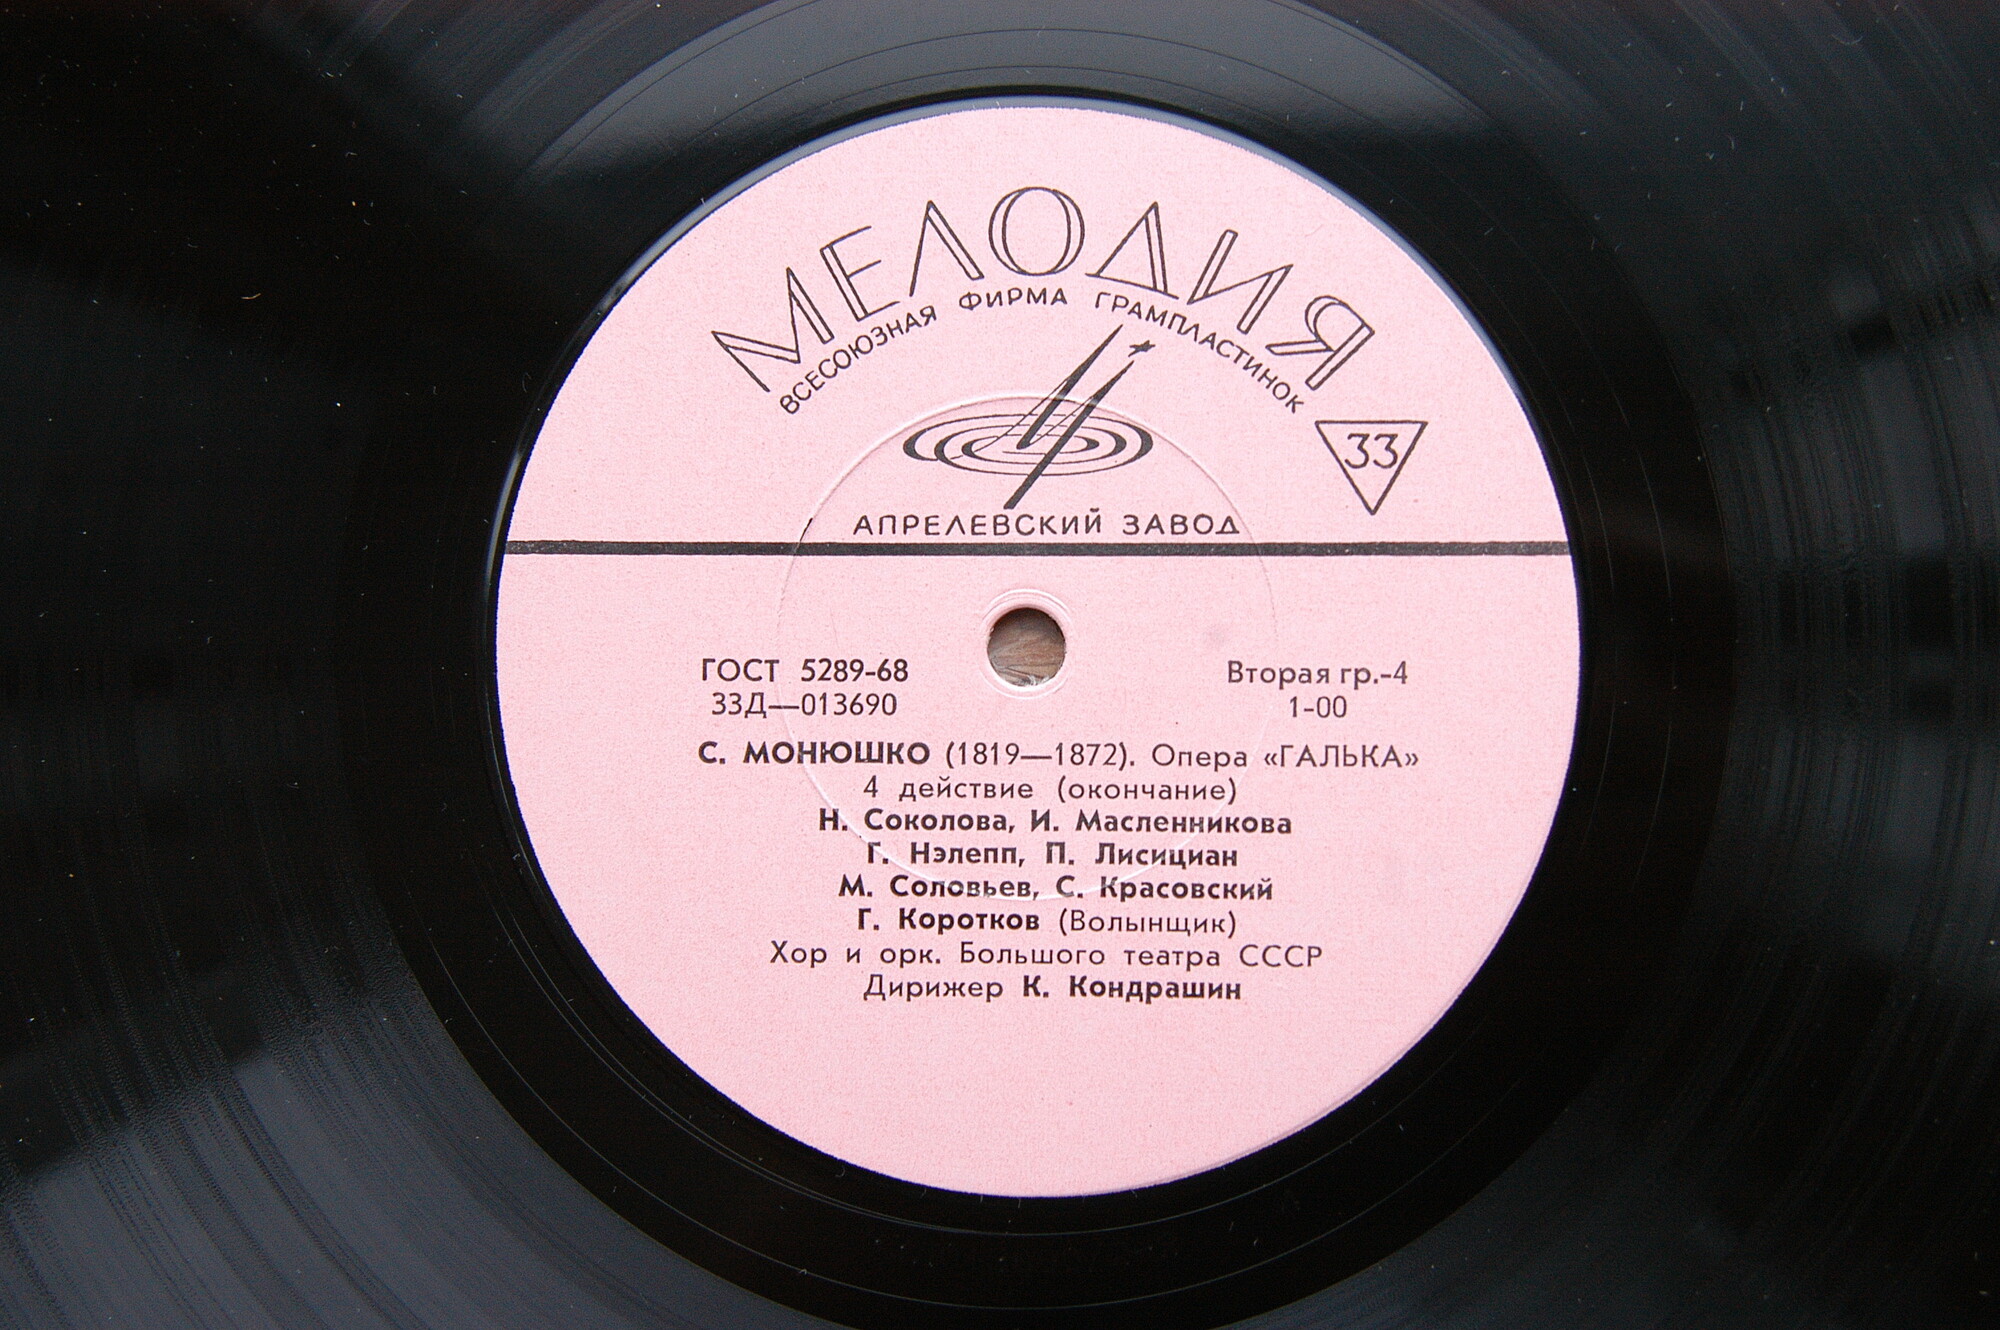 МЕЛОДИЯ
ВСЕСОЮЗНАЯ ФИРМА ГРАМПЛАСТИНОК
33
АПРЕЛЕВСКИЙ ЗАВОД
ГОСТ 5289-68
Вторая гр.-4
33Д—013690
1-00
С. МОНЮШКО (1819—1872). Опера «ГАЛЬКА»
4 действие (окончание)
Н. Соколова, И. Масленникова
Г. Нэлепп, П. Лисициан
М. Соловьев, С. Красовский
Г. Коротков (Волынщик)
Хор и орк. Большого театра СССР
Дирижер К. Кондрашин